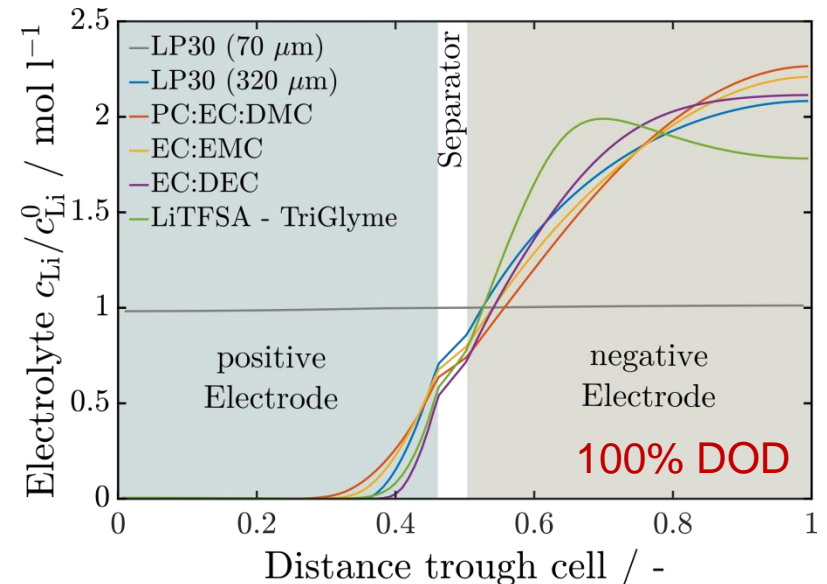 Electrolyte c_Li/c^0_Li / mol l^−1
2.5
2
1.5
1
0.5
0
LP30 (70 μm)
LP30 (320 μm)
PC:EC:DMC
EC:EMC
EC:DEC
LiTFSA - TriGlyme
Separator
positive
Electrode
negative
Electrode
100% DOD
0 0.2 0.4 0.6 0.8 1
Distance trough cell / -